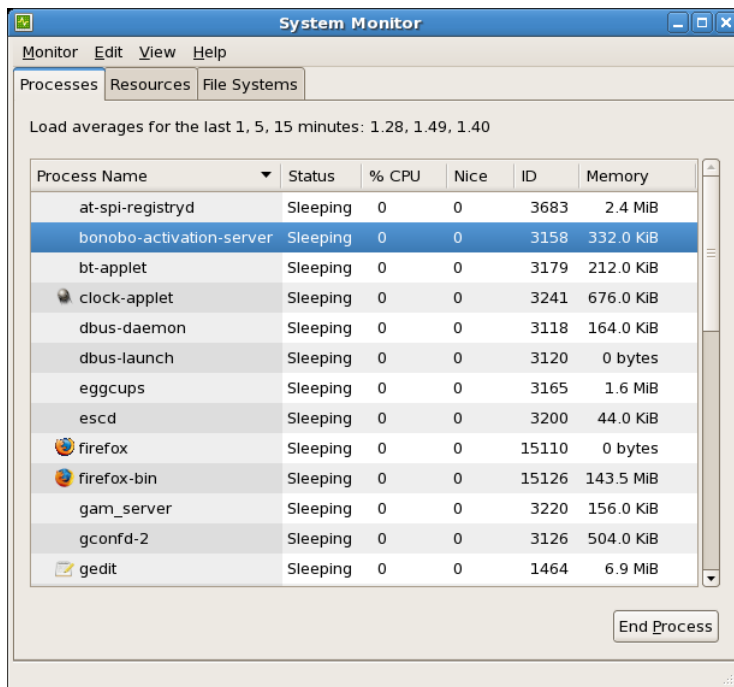 System Monitor
Monitor Edit View Help
Processes Resources File Systems
Load averages for the last 1, 5, 15 minutes: 1.28, 1.49, 1.40
Process Name Status % CPU Nice ID Memory
at-spi-registryd Sleeping 0 0 3683 2.4 MiB
bonobo-activation-server Sleeping 0 0 3158 332.0 KiB
bt-applet Sleeping 0 0 3179 212.0 KiB
clock-applet Sleeping 0 0 3241 676.0 KiB
dbus-daemon Sleeping 0 0 3118 164.0 KiB
dbus-launch Sleeping 0 0 3120 0 bytes
eggcups Sleeping 0 0 3165 1.6 MiB
escd Sleeping 0 0 3200 44.0 KiB
firefox Sleeping 0 0 15110 0 bytes
firefox-bin Sleeping 0 0 15126 143.5 MiB
gam_server Sleeping 0 0 3220 156.0 KiB
gconfd-2 Sleeping 0 0 3126 504.0 KiB
gedit Sleeping 0 0 1464 6.9 MiB
End Process